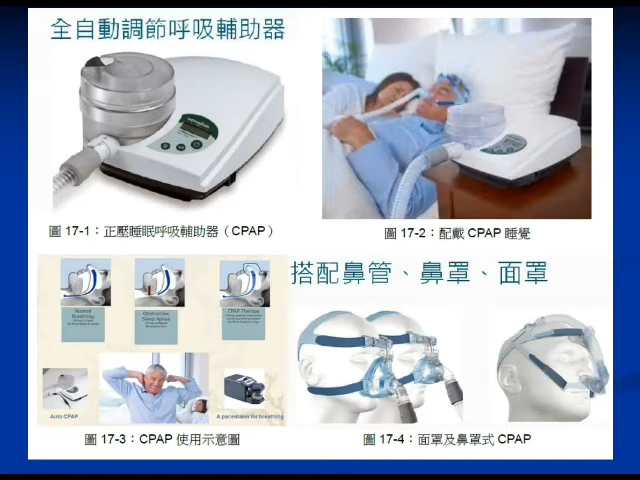 全自動調節呼吸輔助器
圖 17-1：正壓睡眠呼吸輔助器（CPAP）
圖 17-2：配戴 CPAP 睡覺
搭配鼻管、鼻罩、面罩
Normal
Breathing
Obstructive
Sleep Apnea
CPAP Therapy
Auto CPAP
A pacemaker for breathing
圖 17-3：CPAP 使用示意圖
圖 17-4：面罩及鼻罩式 CPAP